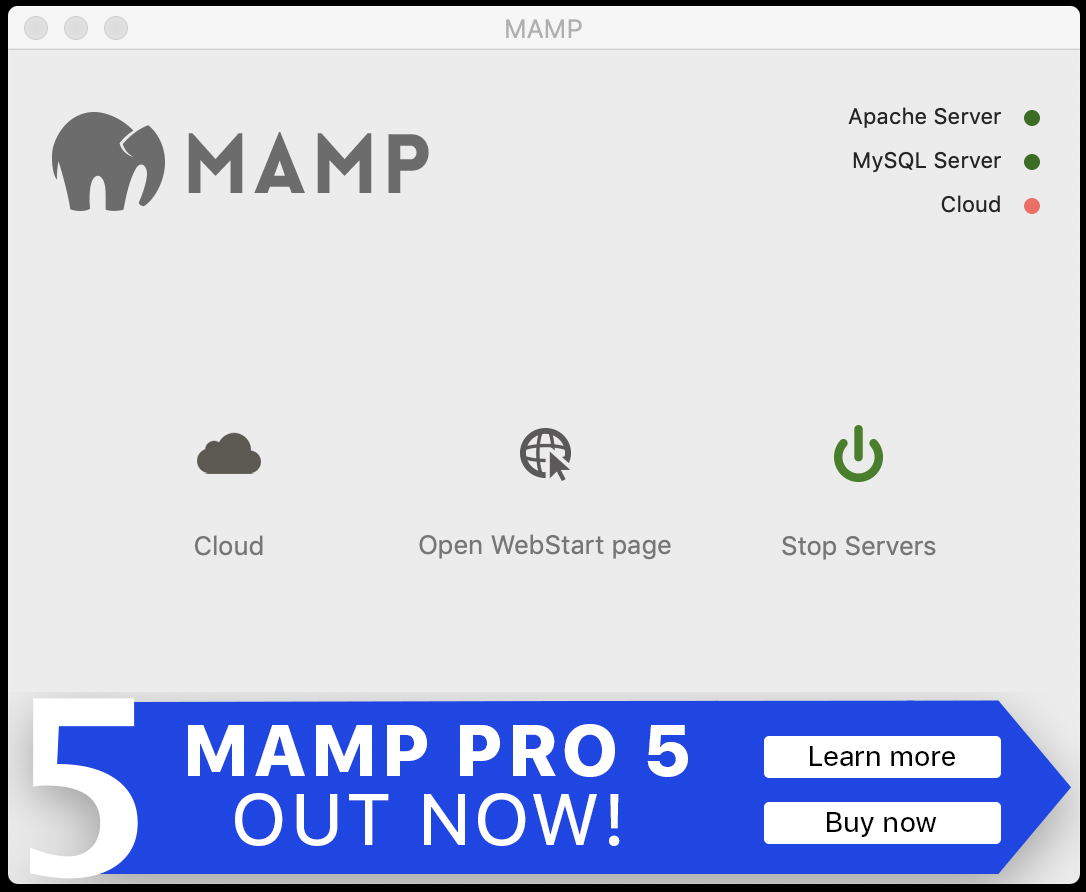 MAMP
MAMP
Apache Server
MySQL Server
Cloud
Cloud
Open WebStart page
Stop Servers
5
MAMP PRO 5
OUT NOW!
Learn more
Buy now